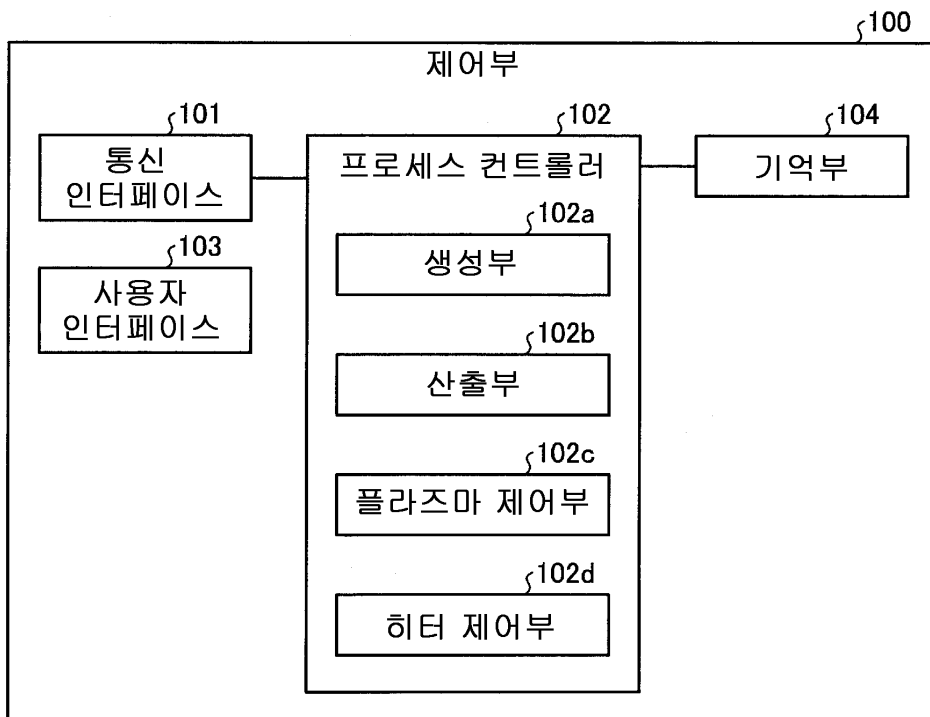 100
제어부
101
통신
인터페이스
103
사용자
인터페이스
102
프로세스 컨트롤러
102a
생성부
102b
산출부
102c
플라즈마 제어부
102d
히터 제어부
104
기억부